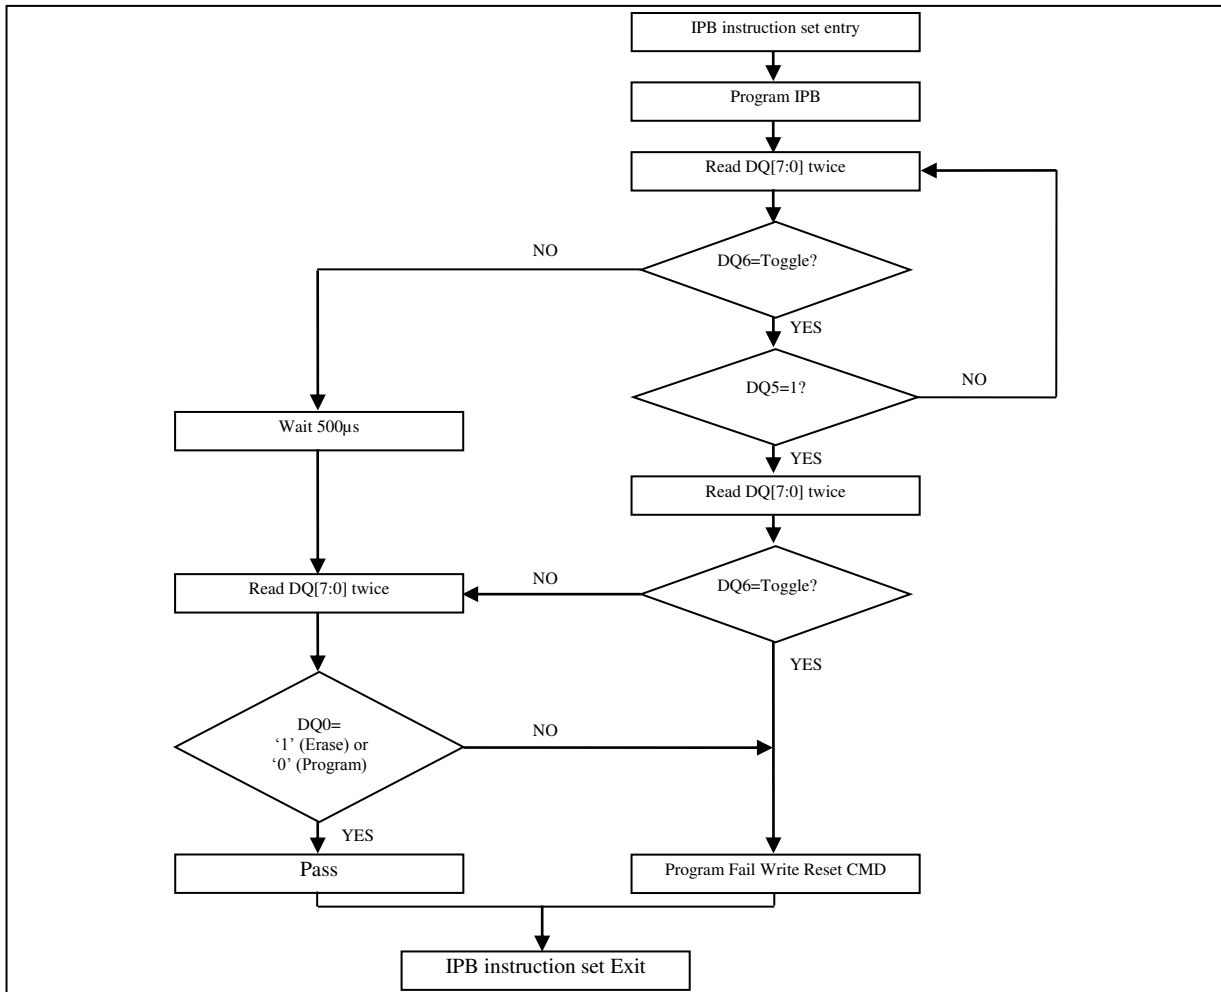 IPB instruction set entry
Program IPB
Read DQ[7:0] twice
DQ6=Toggle?
NO
YES
DQ5=1?
NO
Wait 500µs
YES
Read DQ[7:0] twice
DQ6=Toggle?
NO
Read DQ[7:0] twice
YES
DQ0=
‘1’ (Erase) or
‘0’ (Program)
NO
YES
Pass
Program Fail Write Reset CMD
IPB instruction set Exit